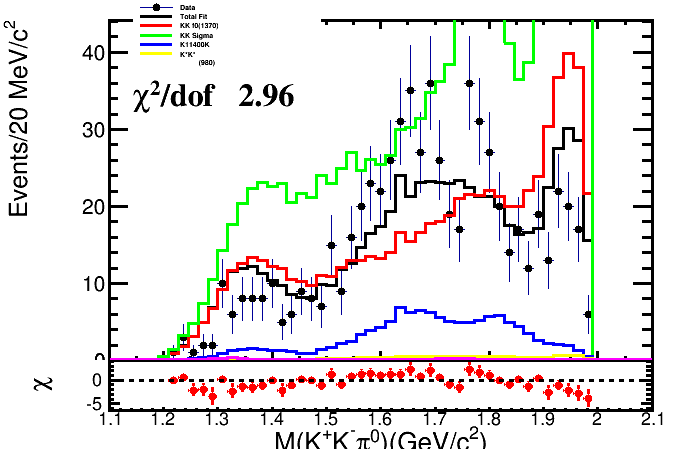 Data
Total Fit
KK f0(1370)
KK Sigma
K11400K
K*K*
(980)
χ²/dof 2.96
Events/20 MeV/c²
40
30
20
10
0
χ
0
-5
1.1 1.2 1.3 1.4 1.5 1.6 1.7 1.8 1.9 2 2.1
M(K⁺K⁻π⁰)(GeV/c²)